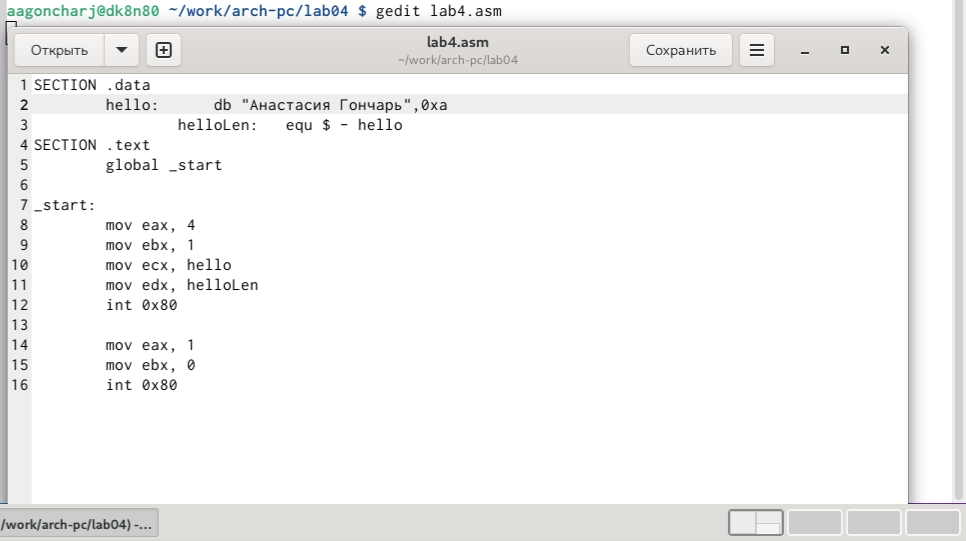 aagoncharj@dk8n80 ~/work/arch-pc/lab04 $ gedit lab4.asm
Открыть
lab4.asm
~/work/arch-pc/lab04
Сохранить
1 SECTION .data
2 hello: db "Анастасия Гончарь",0xa
3 helloLen: equ $ - hello
4 SECTION .text
5 global _start
6
7 _start:
8 mov eax, 4
9 mov ebx, 1
10 mov ecx, hello
11 mov edx, helloLen
12 int 0x80
13
14 mov eax, 1
15 mov ebx, 0
16 int 0x80
/work/arch-pc/lab04) -...